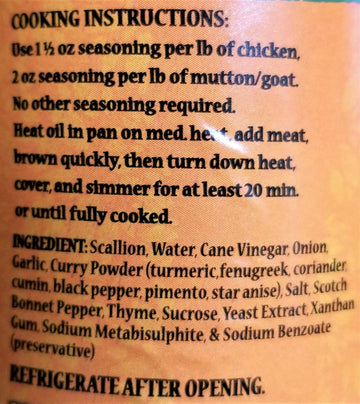 COOKING INSTRUCTIONS:
Use 1 ½ oz seasoning per lb of chicken,
2 oz seasoning per lb of mutton/goat.
No other seasoning required.
Heat oil in pan on med. heat, add meat,
brown quickly, then turn down heat,
cover, and simmer for at least 20 min.
or until fully cooked.
INGREDIENT: Scallion, Water, Cane Vinegar, Onion,
Garlic, Curry Powder (turmeric, fenugreek, coriander,
cumin, black pepper, pimento, star anise), Salt, Scotch
Bonnet Pepper, Thyme, Sucrose, Yeast Extract, Xanthan
Gum, Sodium Metabisulphite, & Sodium Benzoate
(preservative)
REFRIGERATE AFTER OPENING.